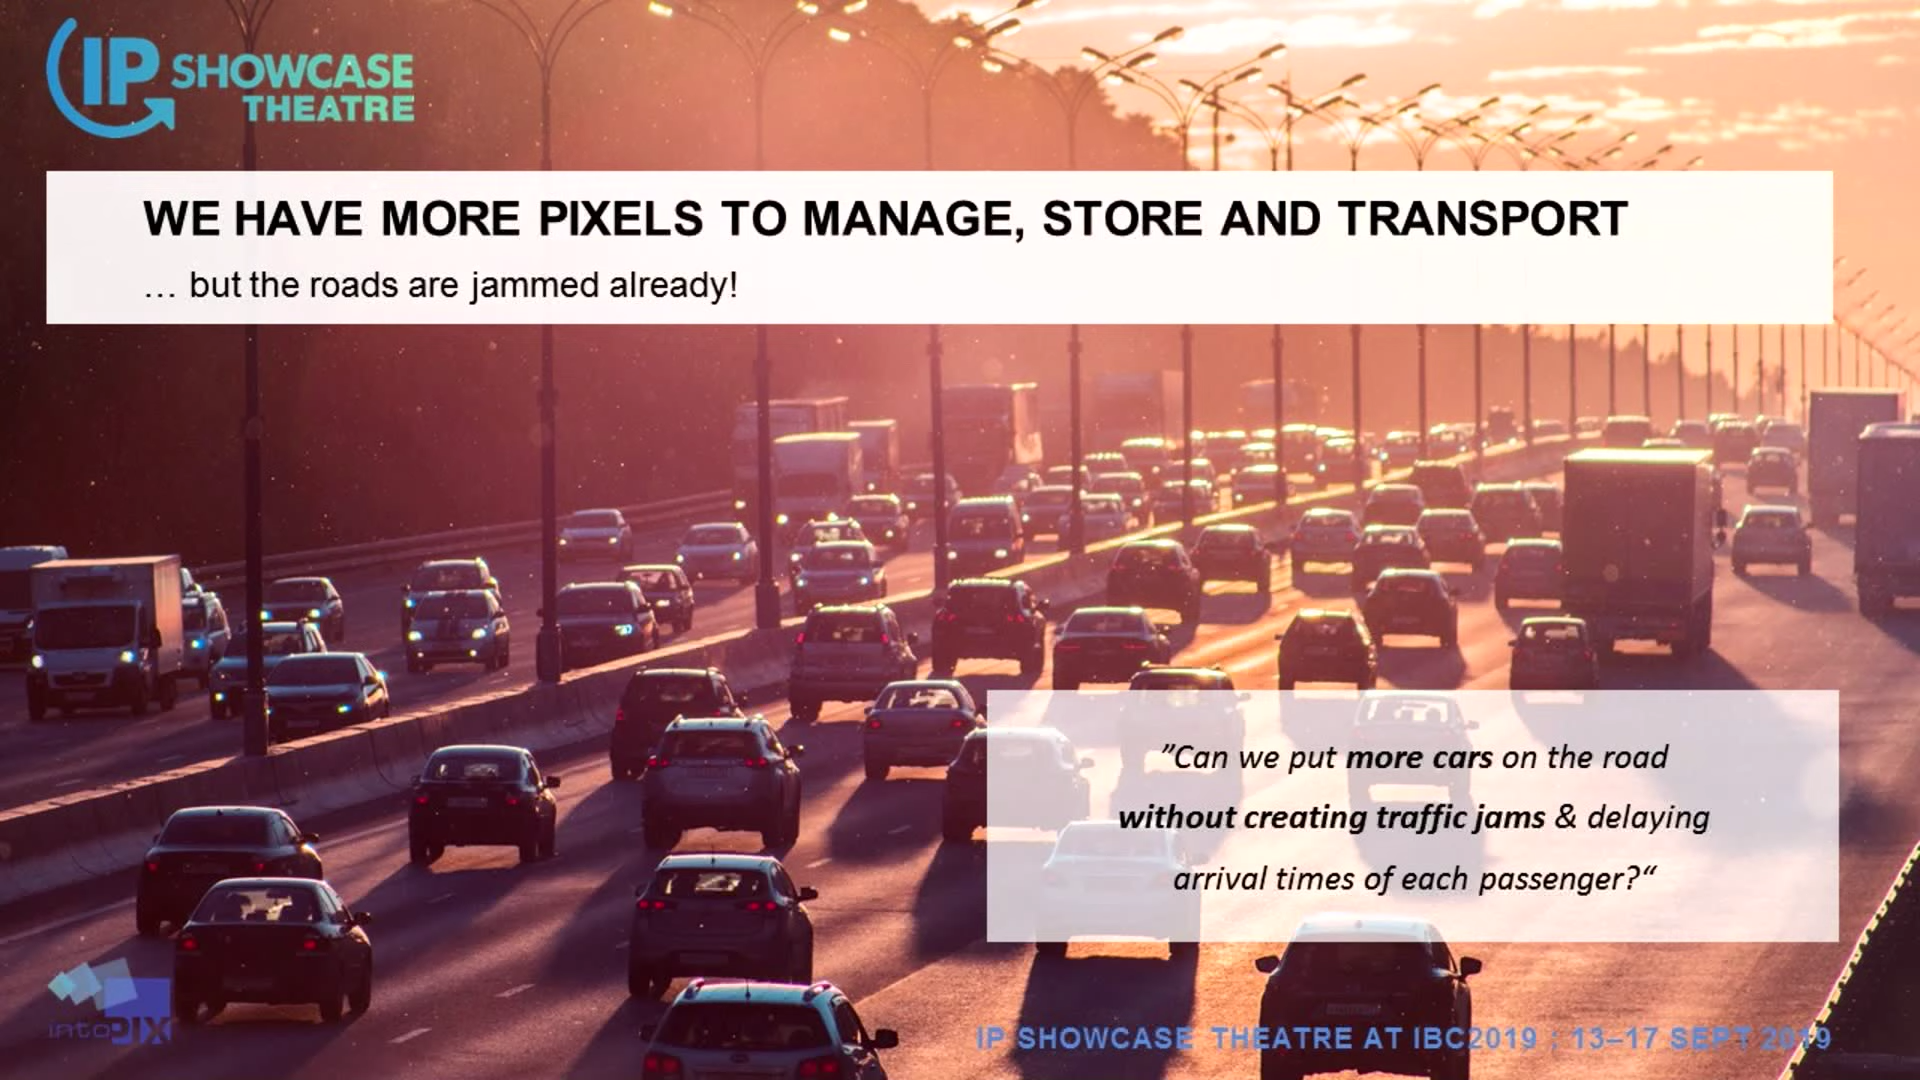 IP SHOWCASE
THEATRE
WE HAVE MORE PIXELS TO MANAGE, STORE AND TRANSPORT
… but the roads are jammed already!
”Can we put more cars on the road
without creating traffic jams & delaying
arrival times of each passenger?“
intoPIX
IP SHOWCASE THEATRE AT IBC2019 : 13–17 SEPT 2019